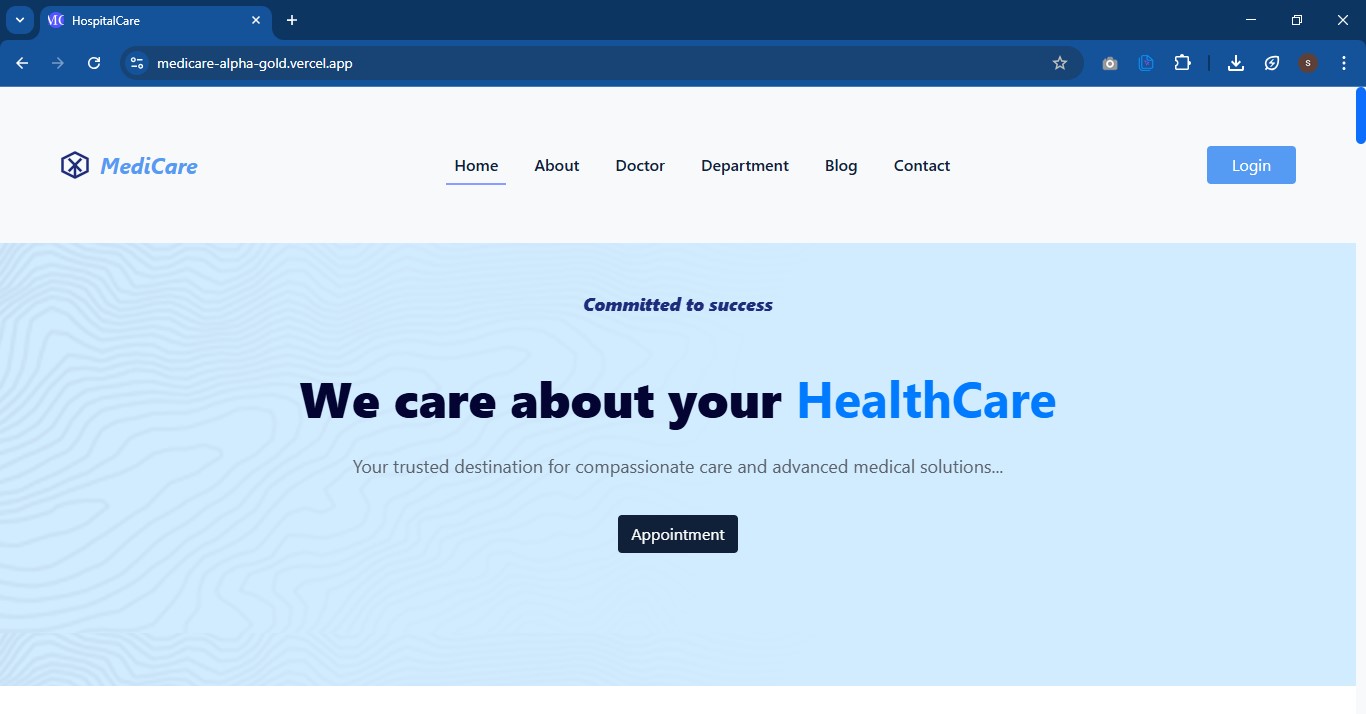 HospitalCare
medicare-alpha-gold.vercel.app
S
MediCare
Home About Doctor Department Blog Contact
Login
Committed to success
We care about your HealthCare
Your trusted destination for compassionate care and advanced medical solutions...
Appointment